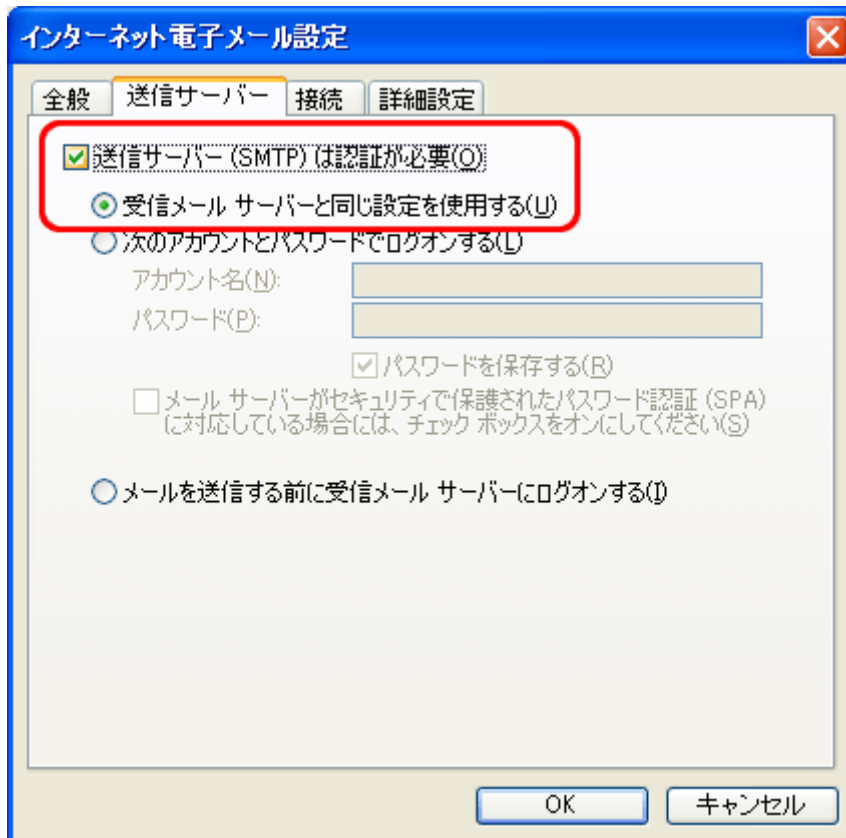 インターネット電子メール設定
全般 送信サーバー 接続 詳細設定
送信サーバー (SMTP) は認証が必要(O)
受信メール サーバーと同じ設定を使用する(U)
次のアカウントとパスワードでログオンする(L)
アカウント名(N):
パスワード(P):
パスワードを保存する(R)
メール サーバーがセキュリティで保護されたパスワード認証 (SPA)
に対応している場合には、チェック ボックスをオンにしてください(S)
メールを送信する前に受信メール サーバーにログオンする(I)
OK キャンセル